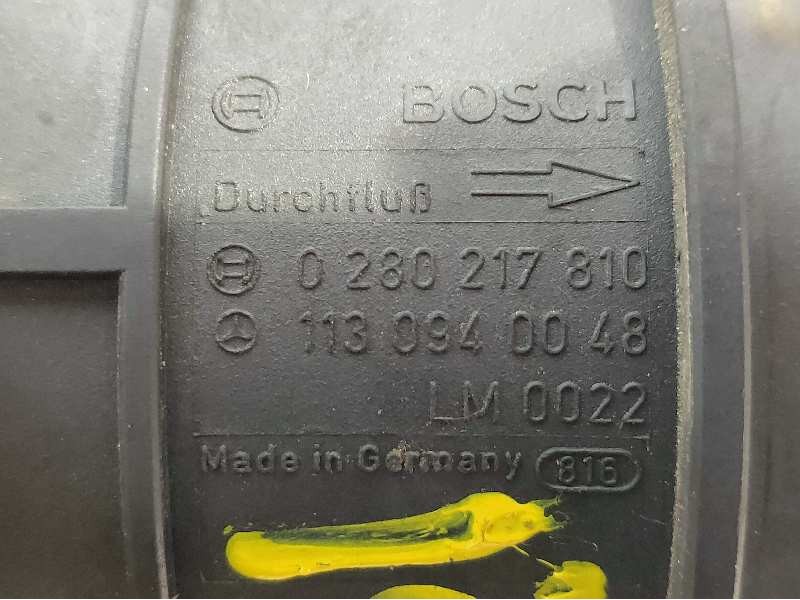 BOSCH
Durchfluß
0 280 217 810
113 094 00 48
LM 0022
Made in Germany 816